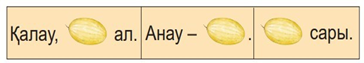 Қалау, ал. Анау – . сары.